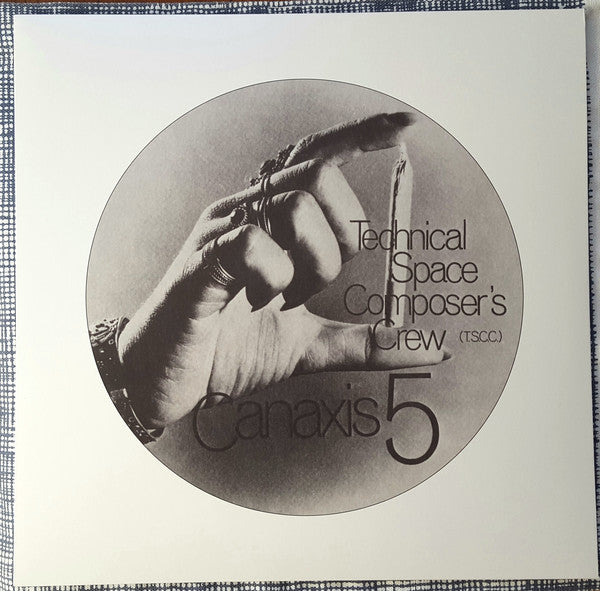 Technical
Space
Composer's
Crew (T.S.C.C.)
Canaxis 5